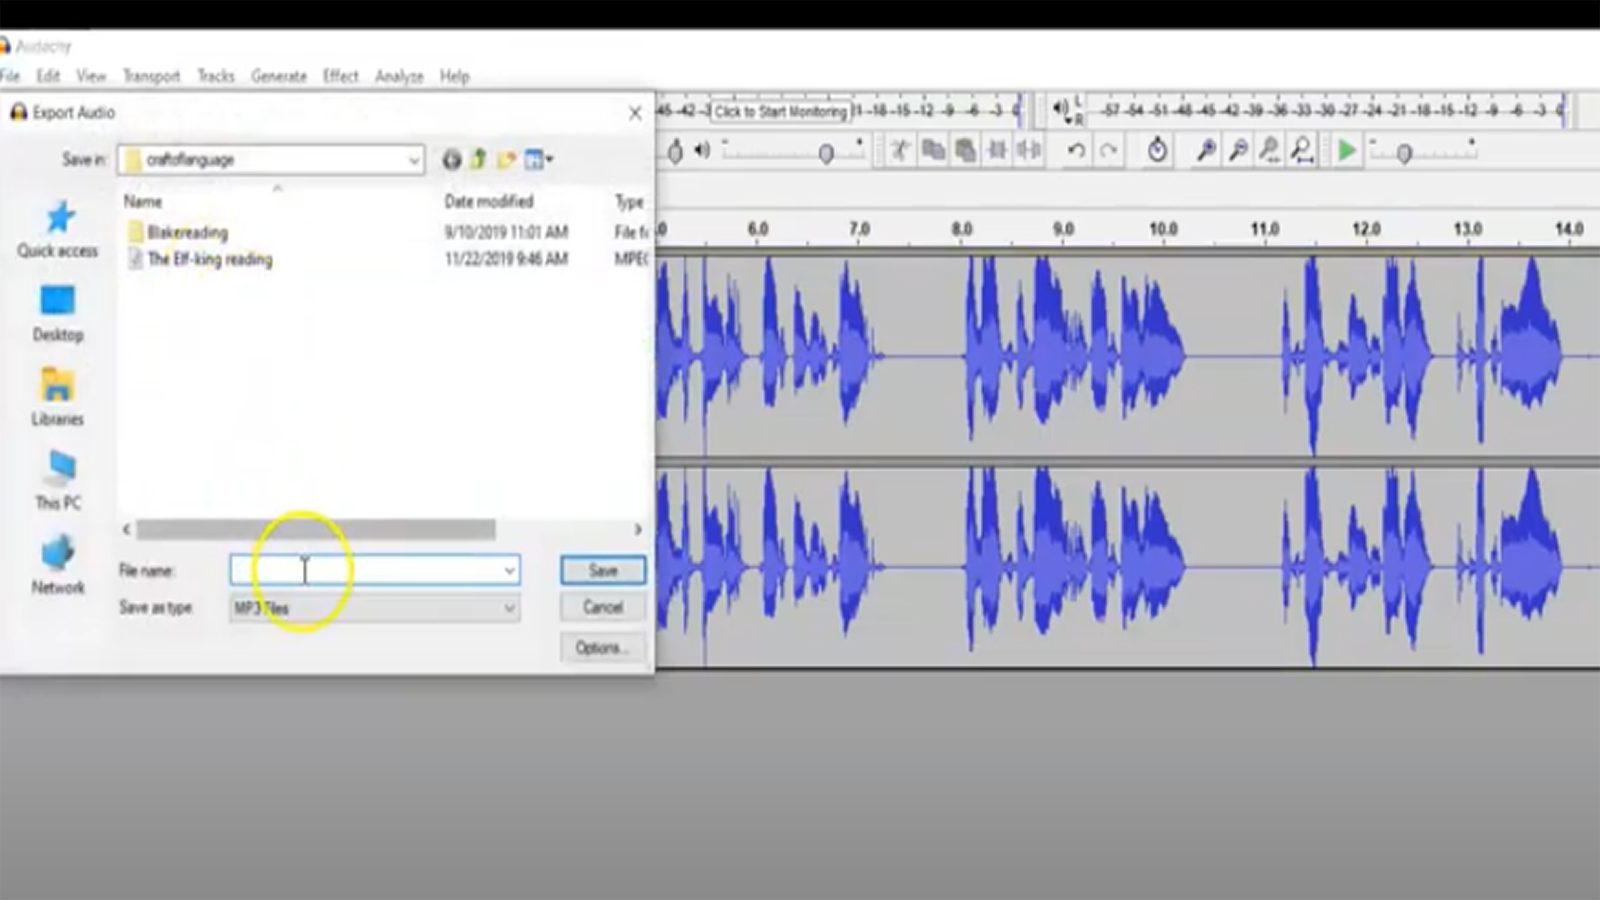 Audacity
File Edit View Transport Tracks Generate Effect Analyze Help
Export Audio
Save in: craftoflanguage
Name Date modified Type
Blakereading 9/10/2019 11:01 AM File f
The Elf-king reading 11/22/2019 9:46 AM MPEG
Quick access
Desktop
Libraries
This PC
Network
File name: Save
Save as type: MP3 Files Cancel
Options...
-45 -42 -3 Click to Start Monitoring 1 -18 -15 -12 -9 -6 -3 0
L R -57 -54 -51 -48 -45 -42 -39 -36 -33 -30 -27 -24 -21 -18 -15 -12 -9 -6 -3 0
.0 6.0 7.0 8.0 9.0 10.0 11.0 12.0 13.0 14.0